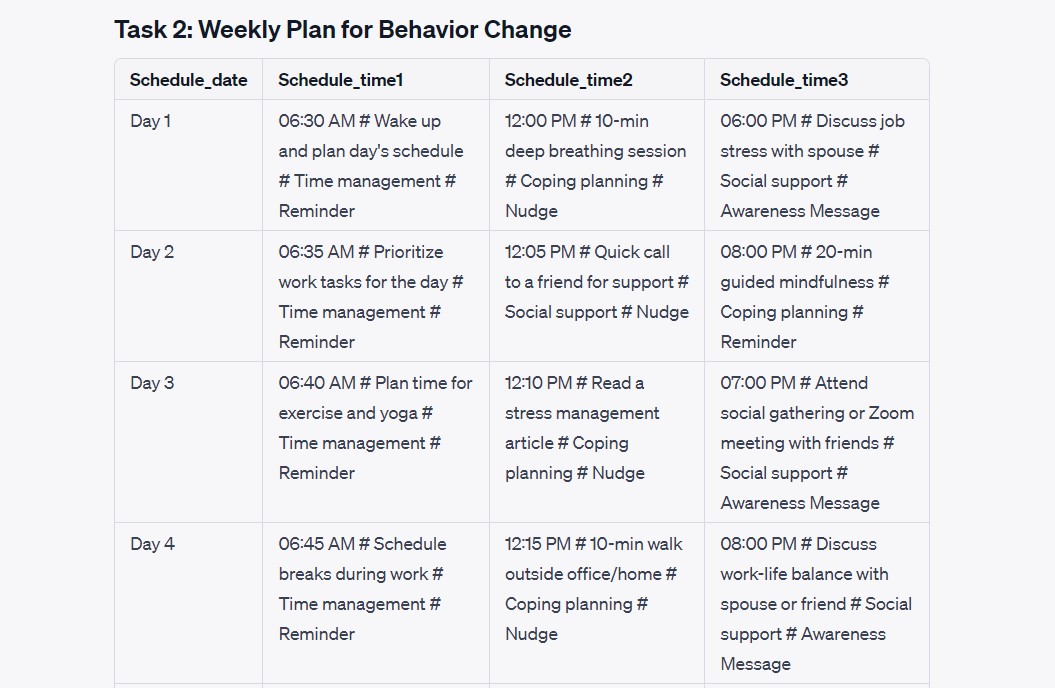 Task 2: Weekly Plan for Behavior Change
Schedule_date
Schedule_time1
Schedule_time2
Schedule_time3
Day 1
06:30 AM # Wake up
and plan day's schedule
# Time management #
Reminder
12:00 PM # 10-min
deep breathing session
# Coping planning #
Nudge
06:00 PM # Discuss job
stress with spouse #
Social support #
Awareness Message
Day 2
06:35 AM # Prioritize
work tasks for the day #
Time management #
Reminder
12:05 PM # Quick call
to a friend for support #
Social support # Nudge
08:00 PM # 20-min
guided mindfulness #
Coping planning #
Reminder
Day 3
06:40 AM # Plan time for
exercise and yoga #
Time management #
Reminder
12:10 PM # Read a
stress management
article # Coping
planning # Nudge
07:00 PM # Attend
social gathering or Zoom
meeting with friends #
Social support #
Awareness Message
Day 4
06:45 AM # Schedule
breaks during work #
Time management #
Reminder
12:15 PM # 10-min walk
outside office/home #
Coping planning #
Nudge
08:00 PM # Discuss
work-life balance with
spouse or friend # Social
support # Awareness
Message